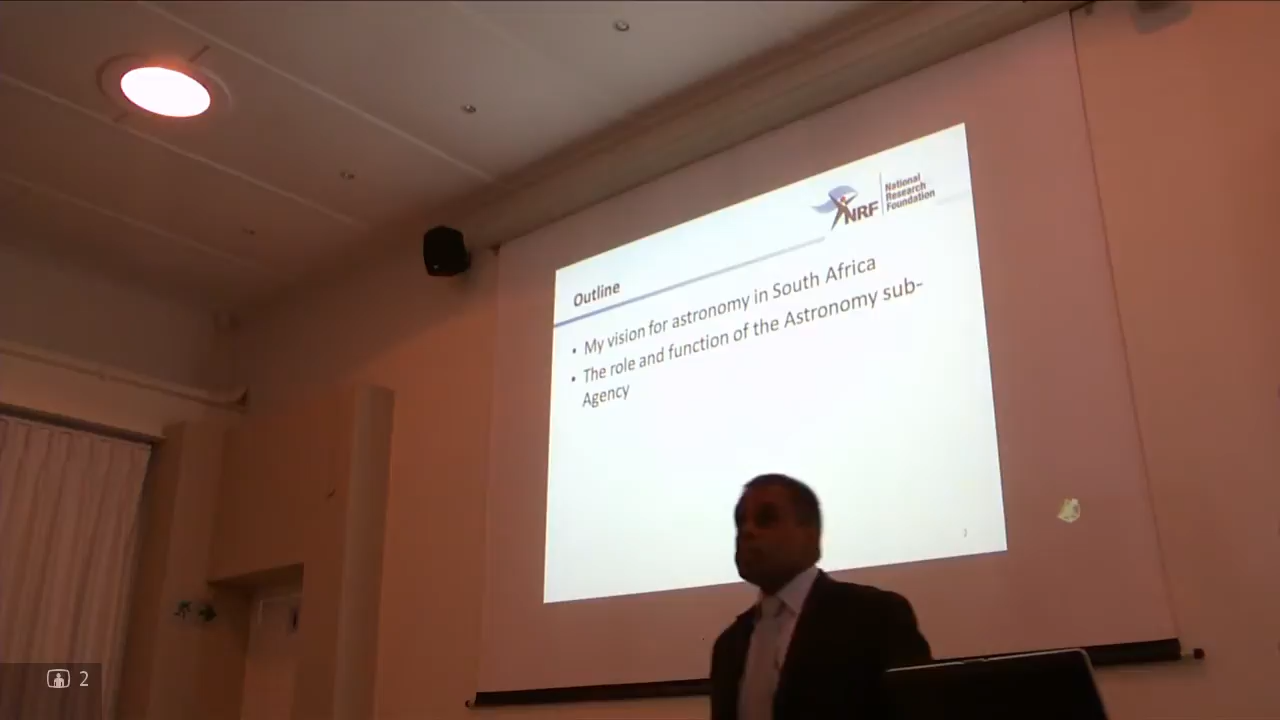 NRF
National
Research
Foundation
Outline
• My vision for astronomy in South Africa
• The role and function of the Astronomy sub-
Agency
2